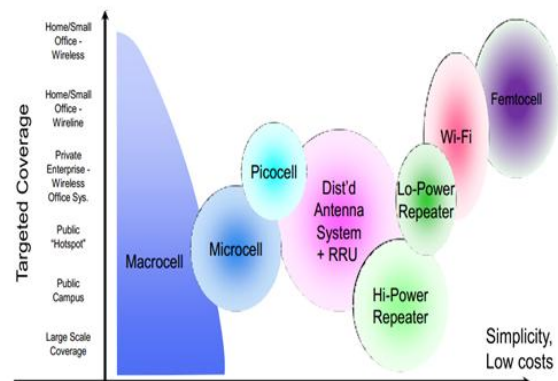 Targeted Coverage
Home/Small
Office -
Wireless
Home/Small
Office -
Wireline
Private
Enterprise -
Wireless
Office Sys.
Public
"Hotspot"
Public
Campus
Large Scale
Coverage
Macrocell
Microcell
Picocell
Dist'd
Antenna
System
+ RRU
Hi-Power
Repeater
Lo-Power
Repeater
Wi-Fi
Femtocell
Simplicity,
Low costs